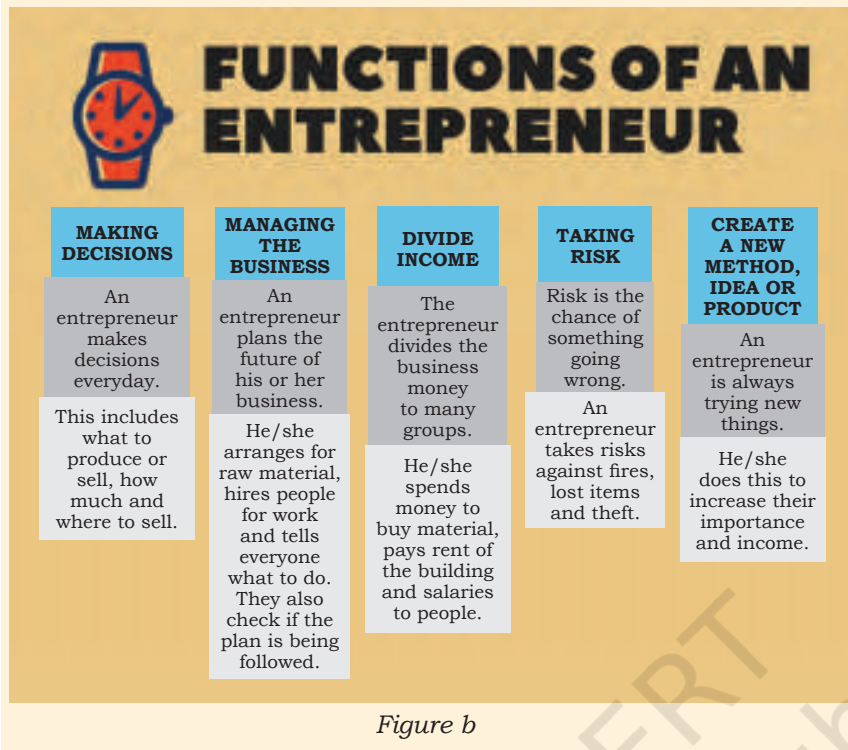 FUNCTIONS OF AN
ENTREPRENEUR
MAKING
DECISIONS
An
entrepreneur
makes
decisions
everyday.
This includes
what to
produce or
sell, how
much and
where to sell.
MANAGING
THE
BUSINESS
An
entrepreneur
plans the
future of
his or her
business.
He/she
arranges for
raw material,
hires people
for work
and tells
everyone
what to do.
They also
check if the
plan is being
followed.
DIVIDE
INCOME
The
entrepreneur
divides the
business
money
to many
groups.
He/she
spends
money to
buy material,
pays rent of
the building
and salaries
to people.
TAKING
RISK
Risk is the
chance of
something
going
wrong.
An
entrepreneur
takes risks
against fires,
lost items
and theft.
CREATE
A NEW
METHOD,
IDEA OR
PRODUCT
An
entrepreneur
is always
trying new
things.
He/she
does this to
increase their
importance
and income.
Figure b